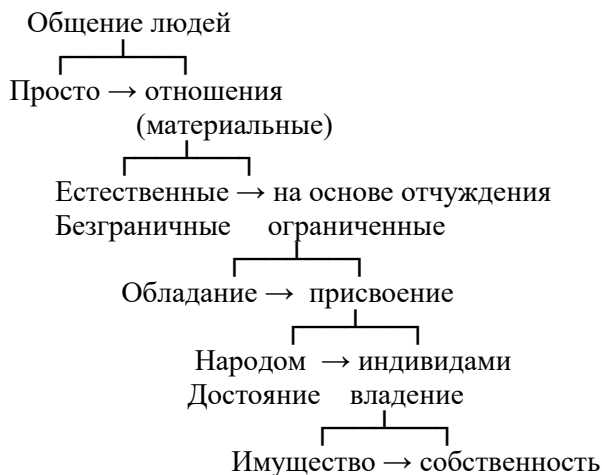 Общение людей
Просто → отношения
(материальные)
Естественные → на основе отчуждения
Безграничные ограниченные
Обладание → присвоение
Народом → индивидами
Достояние владение
Имущество → собственность